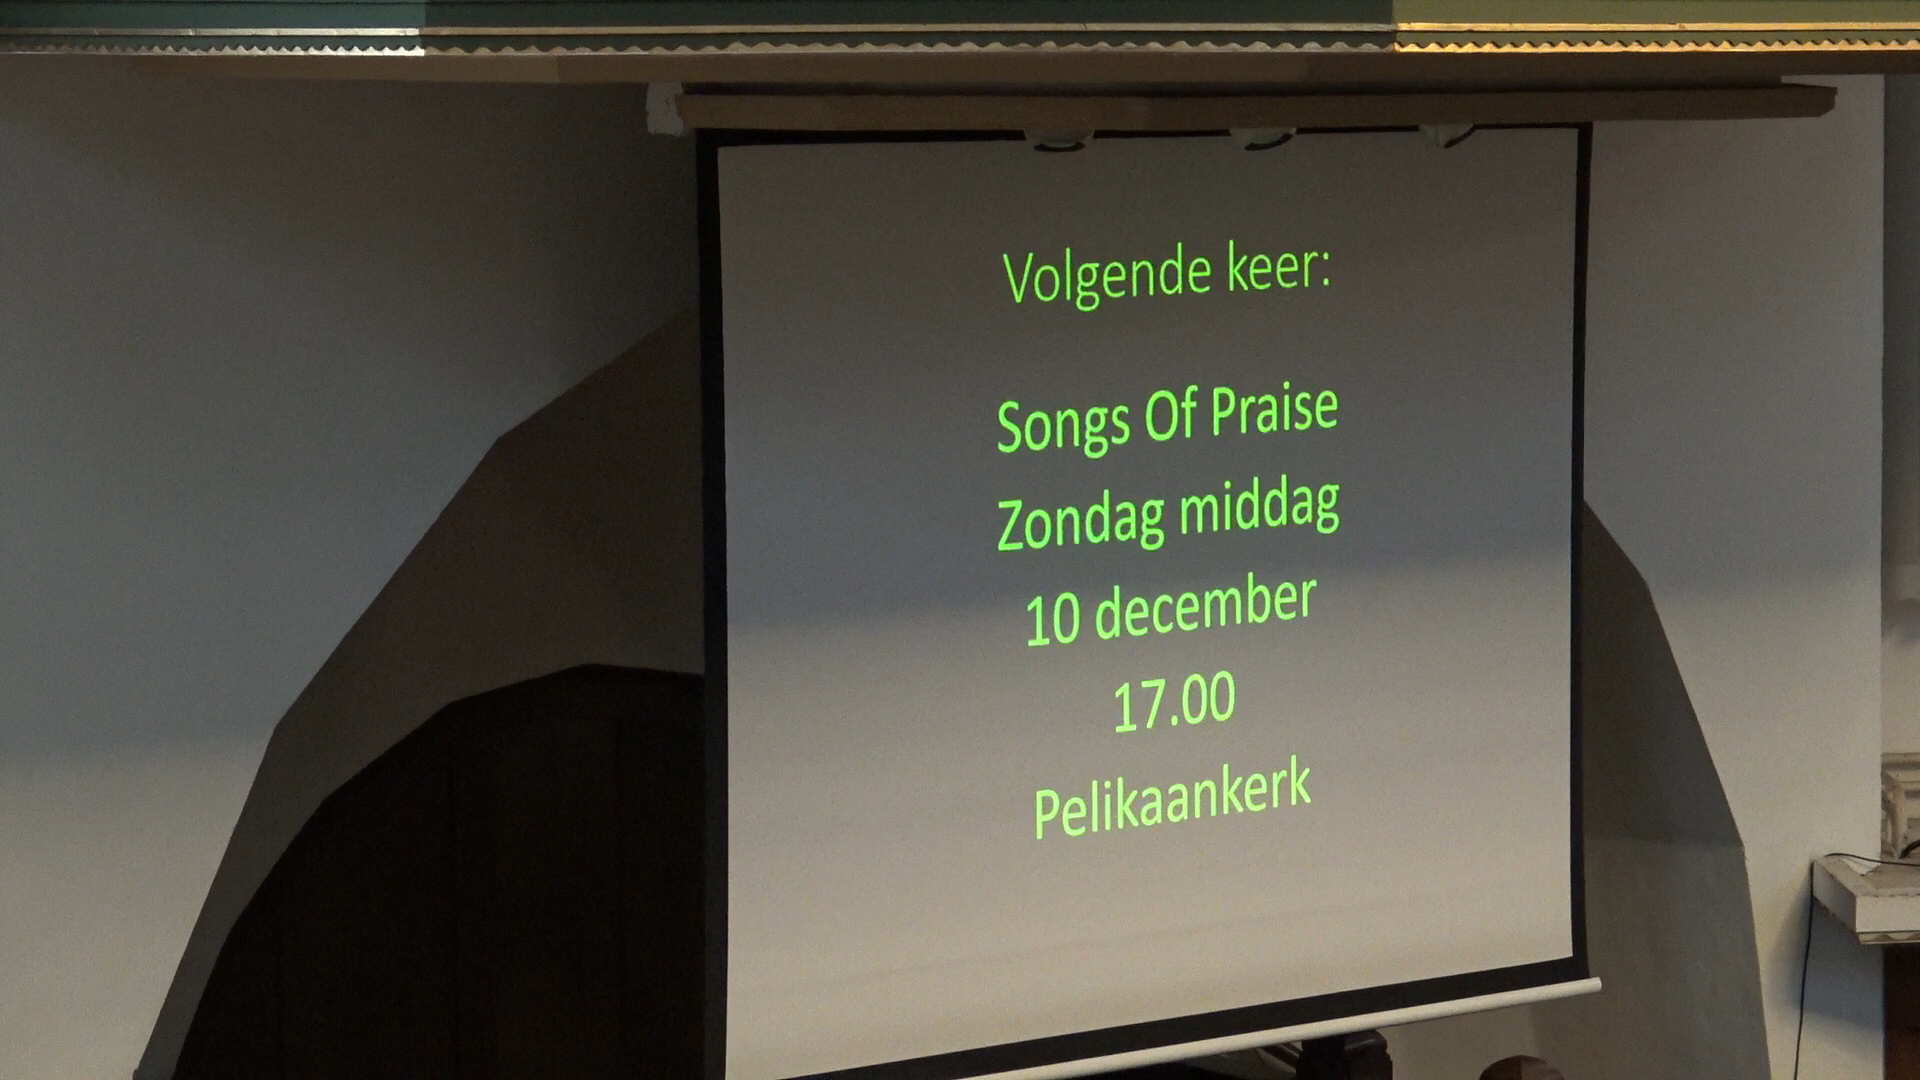 Volgende keer:
Songs Of Praise
Zondag middag
10 december
17.00
Pelikaankerk